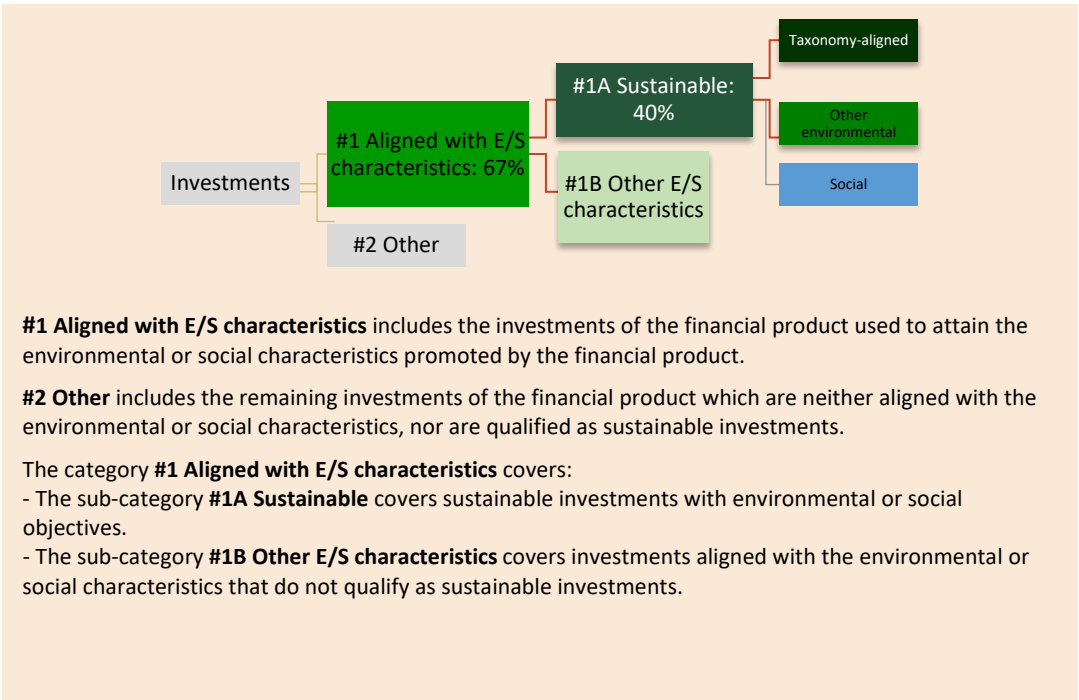 Taxonomy-aligned
#1A Sustainable:
40%
#1 Aligned with E/S
characteristics: 67%
Other
environmental
Investments
#1B Other E/S
characteristics
Social
#2 Other
#1 Aligned with E/S characteristics includes the investments of the financial product used to attain the
environmental or social characteristics promoted by the financial product.
#2 Other includes the remaining investments of the financial product which are neither aligned with the
environmental or social characteristics, nor are qualified as sustainable investments.
The category #1 Aligned with E/S characteristics covers:
- The sub-category #1A Sustainable covers sustainable investments with environmental or social
objectives.
- The sub-category #1B Other E/S characteristics covers investments aligned with the environmental or
social characteristics that do not qualify as sustainable investments.